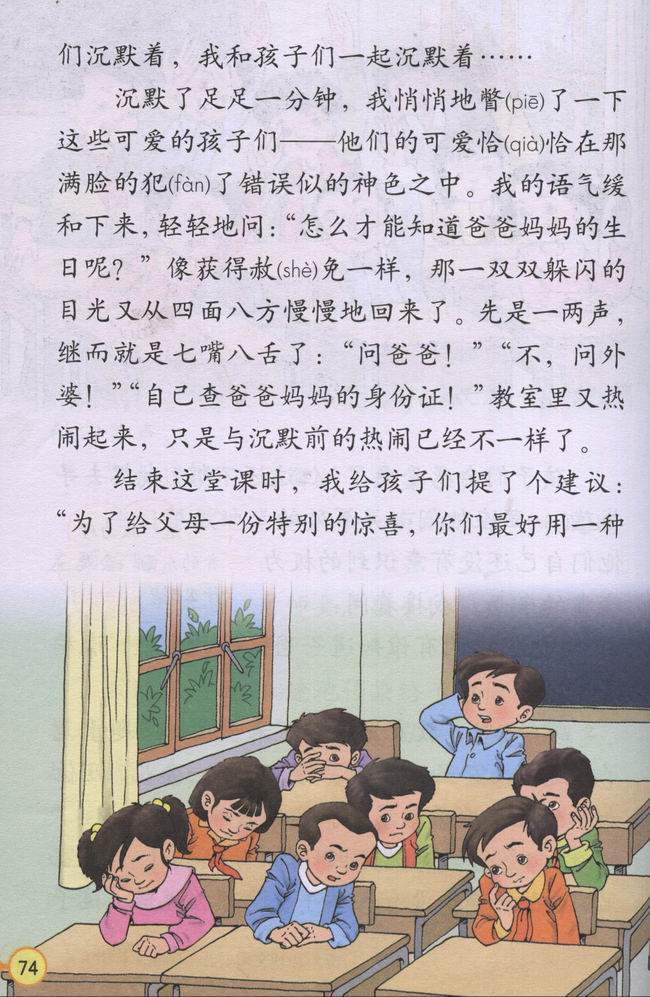 们沉默着，我和孩子们一起沉默着……
沉默了足足一分钟，我悄悄地瞥(piē)了一下
这些可爱的孩子们——他们的可爱恰(qià)恰在那
满脸的犯(fàn)了错误似的神色之中。我的语气缓
和下来，轻轻地问：“怎么才能知道爸爸妈妈的生
日呢？”像获得赦(shè)免一样，那一双双躲闪的
目光又从四面八方慢慢地回来了。先是一两声，
继而就是七嘴八舌了：“问爸爸！”“不，问外
婆！”“自己查爸爸妈妈的身份证！”教室里又热
闹起来，只是与沉默前的热闹已经不一样了。
结束这堂课时，我给孩子们提了个建议：
“为了给父母一份特别的惊喜，你们最好用一种
74